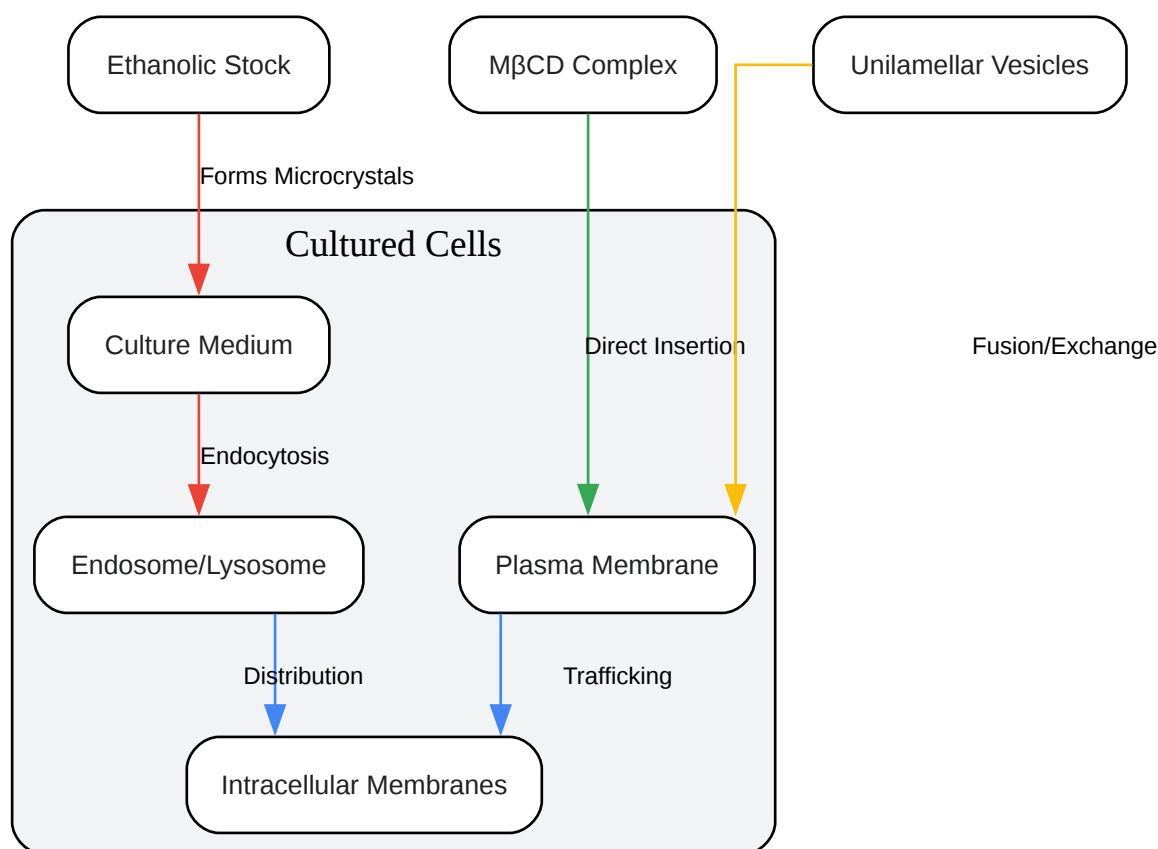 Ethanolic Stock
MβCD Complex
Unilamellar Vesicles
Forms Microcrystals
Cultured Cells
Culture Medium
Direct Insertion
Fusion/Exchange
Endocytosis
Endosome/Lysosome
Plasma Membrane
Distribution
Trafficking
Intracellular Membranes